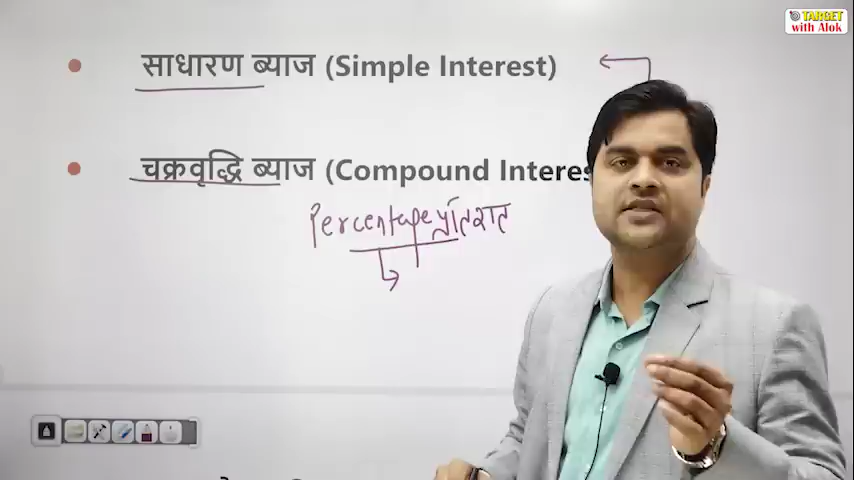 TARGET
with Alok
साधारण ब्याज (Simple Interest)
चक्रवृद्धि ब्याज (Compound Interes
Percentage प्रतिशत